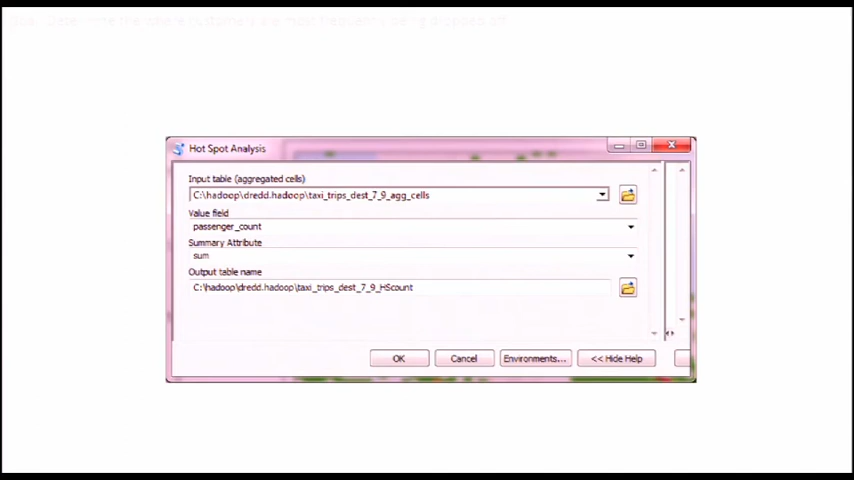 Hot Spot Analysis
Input table (aggregated cells)
C:\hadoop\dredd.hadoop\taxi_trips_dest_7_9_agg_cells
Value field
passenger_count
Summary Attribute
sum
Output table name
C:\hadoop\dredd.hadoop\taxi_trips_dest_7_9_HScount
OK Cancel Environments... << Hide Help